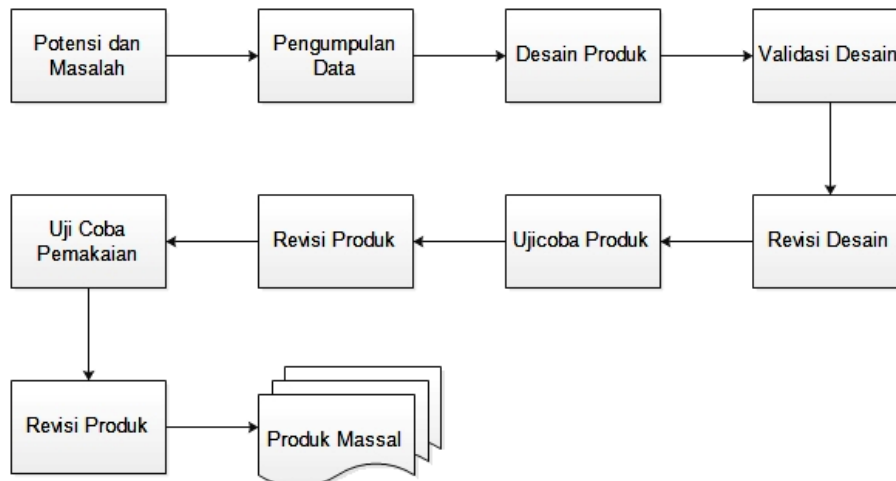 Potensi dan
Masalah
Pengumpulan
Data
Desain Produk
Validasi Desain
Revisi Desain
Ujicoba Produk
Revisi Produk
Uji Coba
Pemakaian
Revisi Produk
Produk Massal